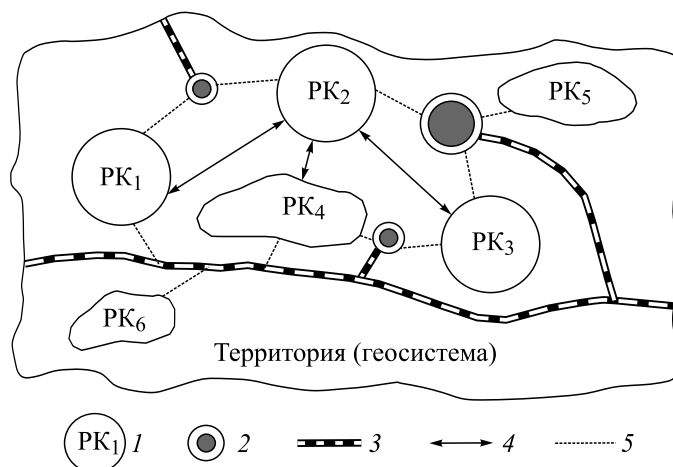 РК₂
РК₅
РК₁
РК₄
РК₃
РК₆
Территория (геосистема)
РК₁ 1 2 3 4 5